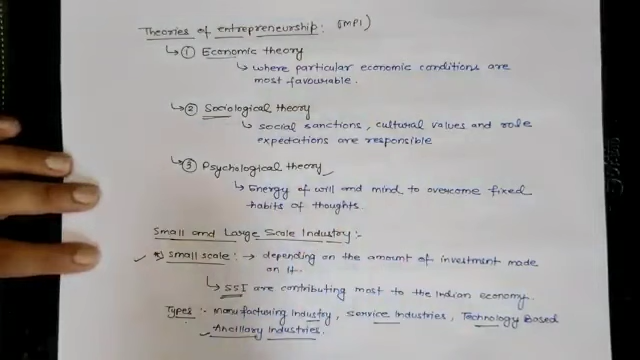 Theories of entrepreneurship: (MP1)
↳ ① Economic theory
↳ where particular economic conditions are
most favourable.
↳ ② Sociological theory
↳ social sanctions, cultural values and role
expectations are responsible
↳ ③ Psychological theory
↳ Energy of will and mind to overcome fixed
habits of thoughts.
Small and Large Scale Industry:-
small scale: → depending on the amount of investment made
on it.
↳ SSI are contributing most to the Indian economy.
Types:- Manufacturing Industry, Service Industries, Technology Based
Ancillary Industries.